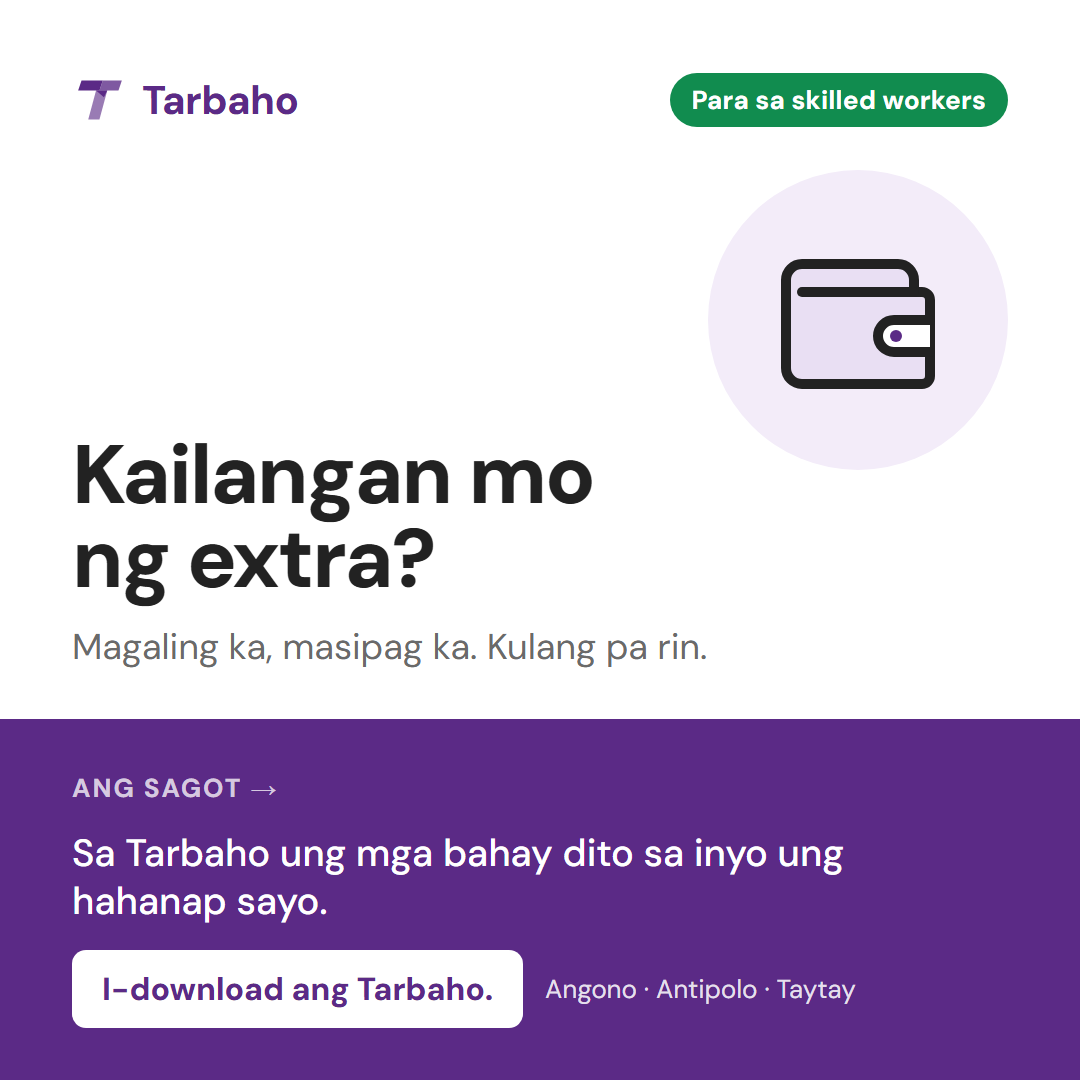 Tarbaho
Para sa skilled workers
Kailangan mo
ng extra?
Magaling ka, masipag ka. Kulang pa rin.
ANG SAGOT →
Sa Tarbaho ung mga bahay dito sa inyo ung
hahanap sayo.
I-download ang Tarbaho.
Angono · Antipolo · Taytay